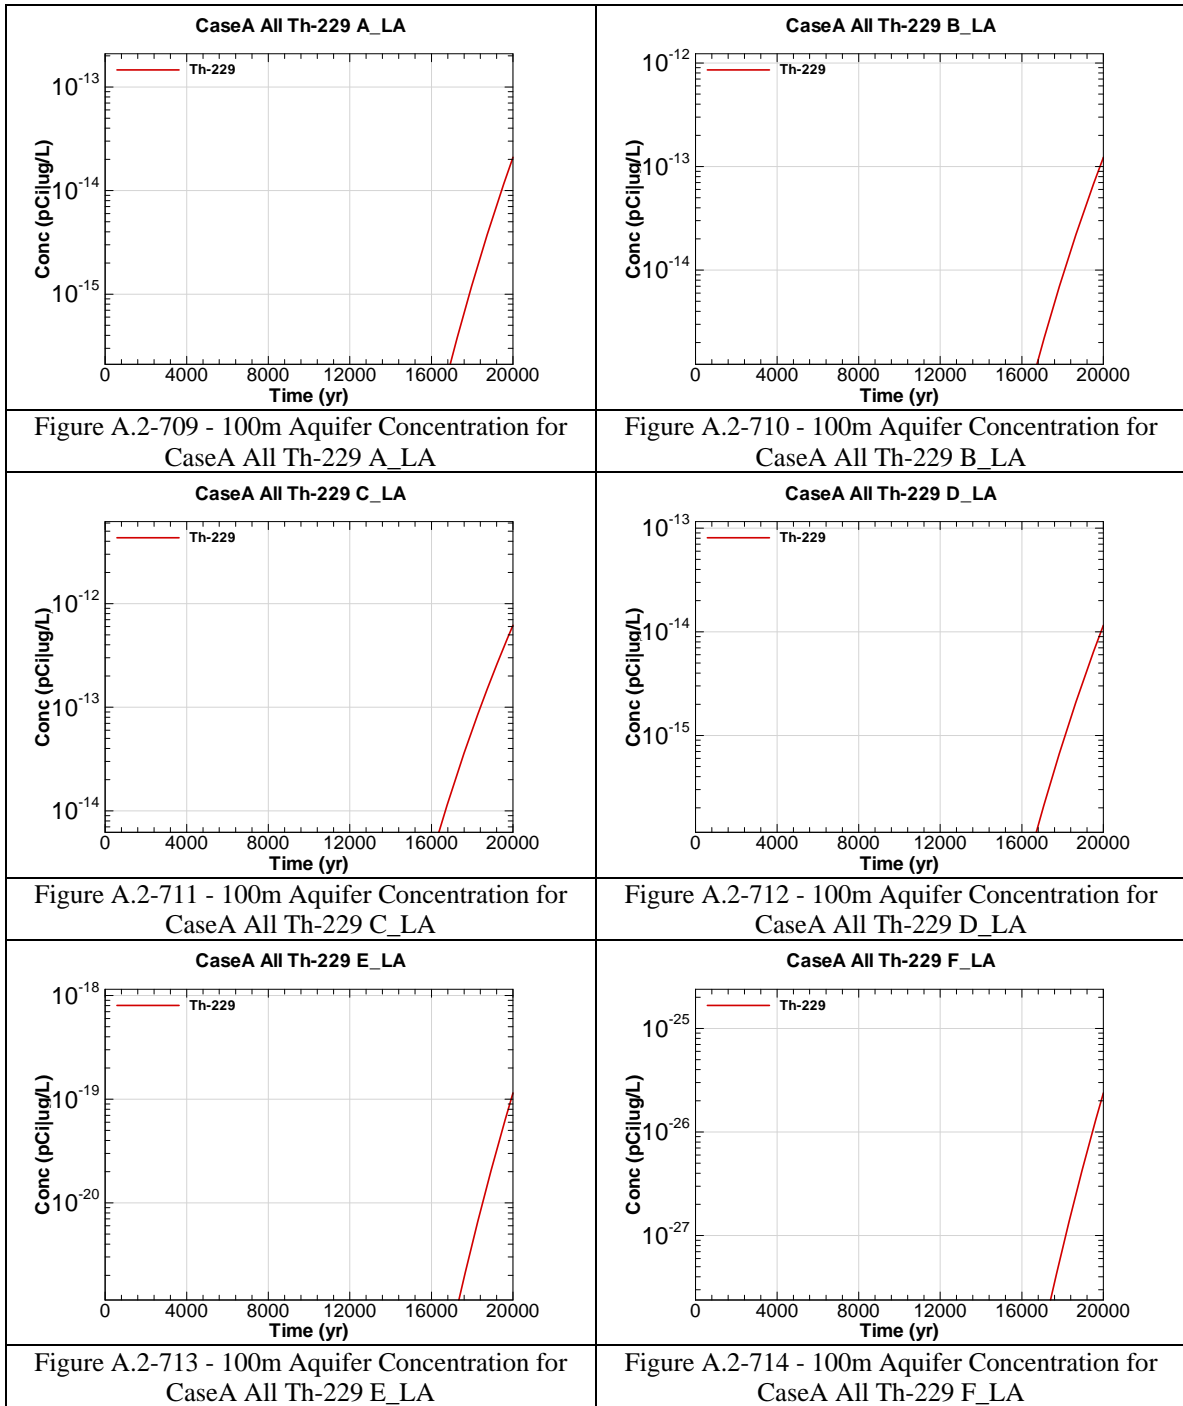 CaseA All Th-229 A_LA
Th-229
10-13
10-14
10-15
Conc (pCi|ug/L)
0 4000 8000 12000 16000 20000
Time (yr)
Figure A.2-709 - 100m Aquifer Concentration for
CaseA All Th-229 A_LA
CaseA All Th-229 B_LA
Th-229
10-12
10-13
10-14
Conc (pCi|ug/L)
0 4000 8000 12000 16000 20000
Time (yr)
Figure A.2-710 - 100m Aquifer Concentration for
CaseA All Th-229 B_LA
CaseA All Th-229 C_LA
Th-229
10-12
10-13
10-14
Conc (pCi|ug/L)
0 4000 8000 12000 16000 20000
Time (yr)
Figure A.2-711 - 100m Aquifer Concentration for
CaseA All Th-229 C_LA
CaseA All Th-229 D_LA
Th-229
10-13
10-14
10-15
Conc (pCi|ug/L)
0 4000 8000 12000 16000 20000
Time (yr)
Figure A.2-712 - 100m Aquifer Concentration for
CaseA All Th-229 D_LA
CaseA All Th-229 E_LA
Th-229
10-18
10-19
10-20
Conc (pCi|ug/L)
0 4000 8000 12000 16000 20000
Time (yr)
Figure A.2-713 - 100m Aquifer Concentration for
CaseA All Th-229 E_LA
CaseA All Th-229 F_LA
Th-229
10-25
10-26
10-27
Conc (pCi|ug/L)
0 4000 8000 12000 16000 20000
Time (yr)
Figure A.2-714 - 100m Aquifer Concentration for
CaseA All Th-229 F_LA